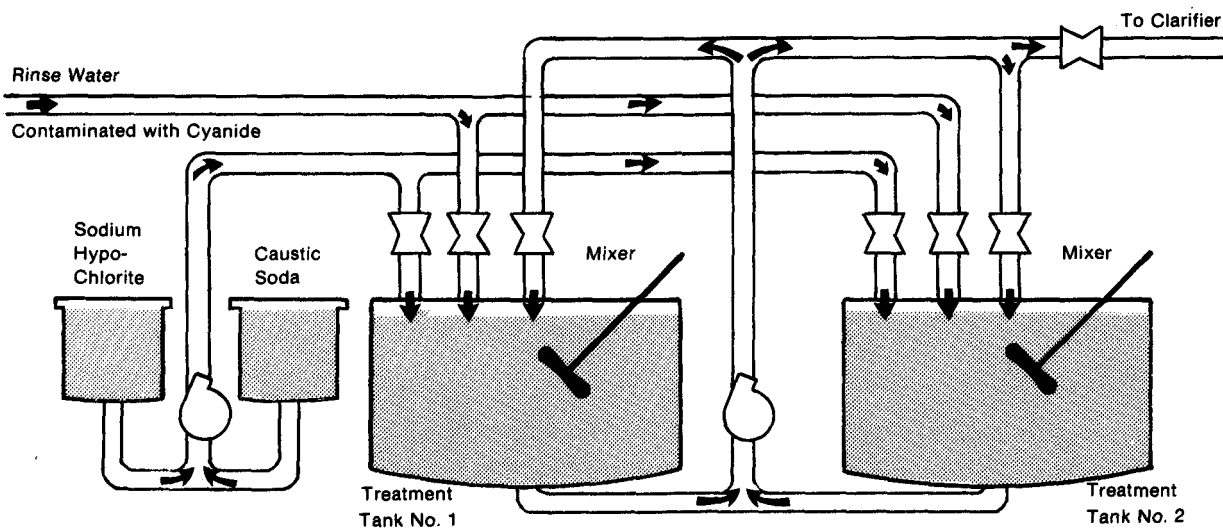 To Clarifier
Rinse Water
Contaminated with Cyanide
Sodium
Hypo-
Chlorite
Caustic
Soda
Mixer
Mixer
Treatment
Tank No. 1
Treatment
Tank No. 2